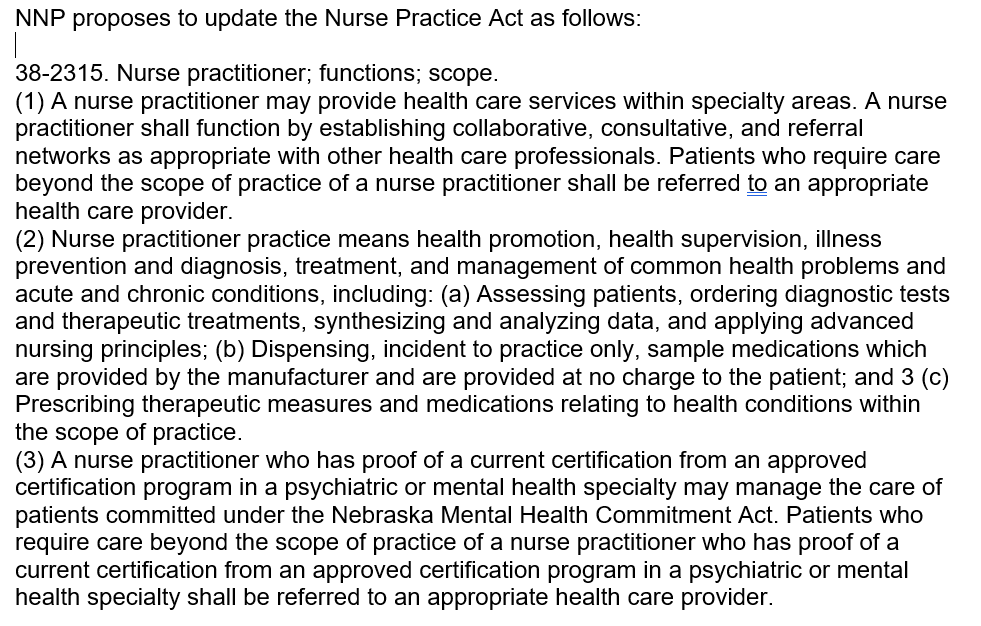 NNP proposes to update the Nurse Practice Act as follows:
38-2315. Nurse practitioner; functions; scope.
(1) A nurse practitioner may provide health care services within specialty areas. A nurse
practitioner shall function by establishing collaborative, consultative, and referral
networks as appropriate with other health care professionals. Patients who require care
beyond the scope of practice of a nurse practitioner shall be referred to an appropriate
health care provider.
(2) Nurse practitioner practice means health promotion, health supervision, illness
prevention and diagnosis, treatment, and management of common health problems and
acute and chronic conditions, including: (a) Assessing patients, ordering diagnostic tests
and therapeutic treatments, synthesizing and analyzing data, and applying advanced
nursing principles; (b) Dispensing, incident to practice only, sample medications which
are provided by the manufacturer and are provided at no charge to the patient; and 3 (c)
Prescribing therapeutic measures and medications relating to health conditions within
the scope of practice.
(3) A nurse practitioner who has proof of a current certification from an approved
certification program in a psychiatric or mental health specialty may manage the care of
patients committed under the Nebraska Mental Health Commitment Act. Patients who
require care beyond the scope of practice of a nurse practitioner who has proof of a
current certification from an approved certification program in a psychiatric or mental
health specialty shall be referred to an appropriate health care provider.